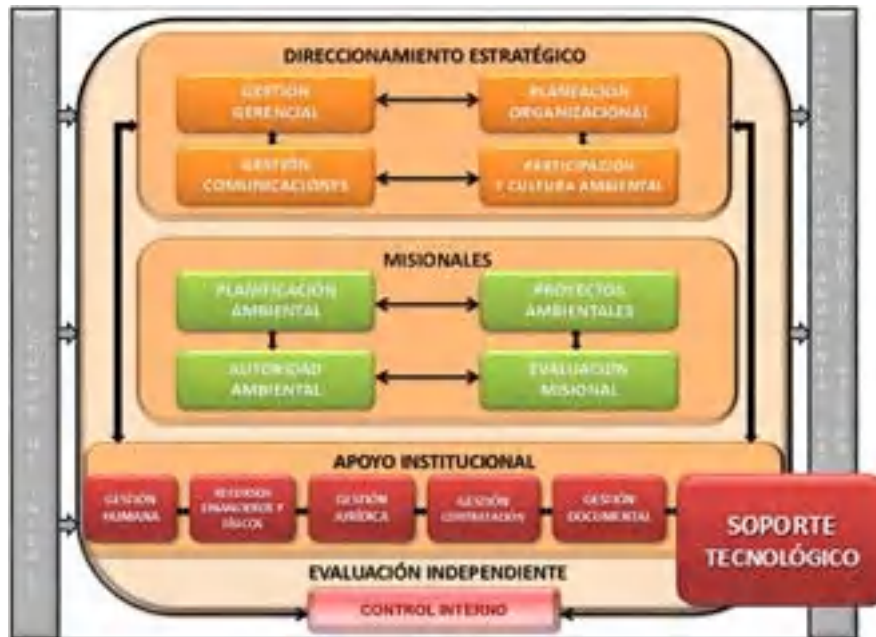 DIRECCIONAMIENTO ESTRATÉGICO
GESTIÓN
GERENCIAL
PLANEACIÓN
ORGANIZACIONAL
GESTIÓN
COMUNICACIONES
PARTICIPACIÓN
Y CULTURA AMBIENTAL
MISIONALES
PLANIFICACIÓN
AMBIENTAL
PROYECTOS
AMBIENTALES
AUTORIDAD
AMBIENTAL
EVALUACIÓN
MISIONAL
APOYO INSTITUCIONAL
GESTIÓN
HUMANA
RECURSOS
FINANCIEROS Y
FÍSICOS
GESTIÓN
JURÍDICA
GESTIÓN
CONTRATACIÓN
GESTIÓN
DOCUMENTAL
SOPORTE
TECNOLÓGICO
EVALUACIÓN INDEPENDIENTE
CONTROL INTERNO